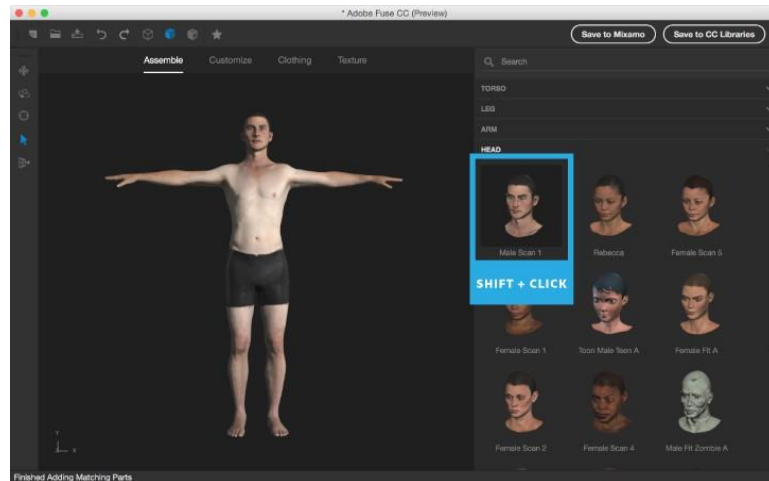 * Adobe Fuse CC (Preview)
Save to Mixamo
Save to CC Libraries
Assemble
Customize
Clothing
Texture
Search
TORSO
LEG
ARM
HEAD
Male Scan 1
Rebecca
Female Scan 5
SHIFT + CLICK
Female Scan 1
Toon Male Teen A
Female Fit A
Female Scan 2
Female Scan 4
Male Fit Zombie A
Y
X
Finished Adding Matching Parts